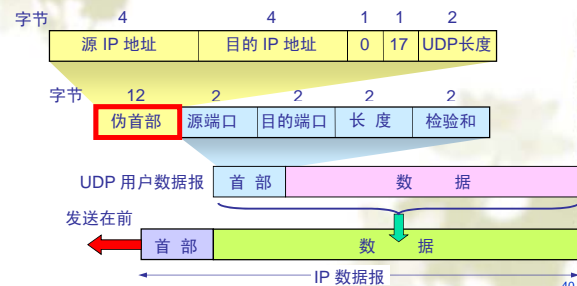 字节 4 4 1 1 2
源 IP 地址 目的 IP 地址 0 17 UDP长度
字节 12 2 2 2 2
伪首部 源端口 目的端口 长 度 检验和
UDP 用户数据报 首 部 数 据
发送在前
首 部 数 据
IP 数据报
40